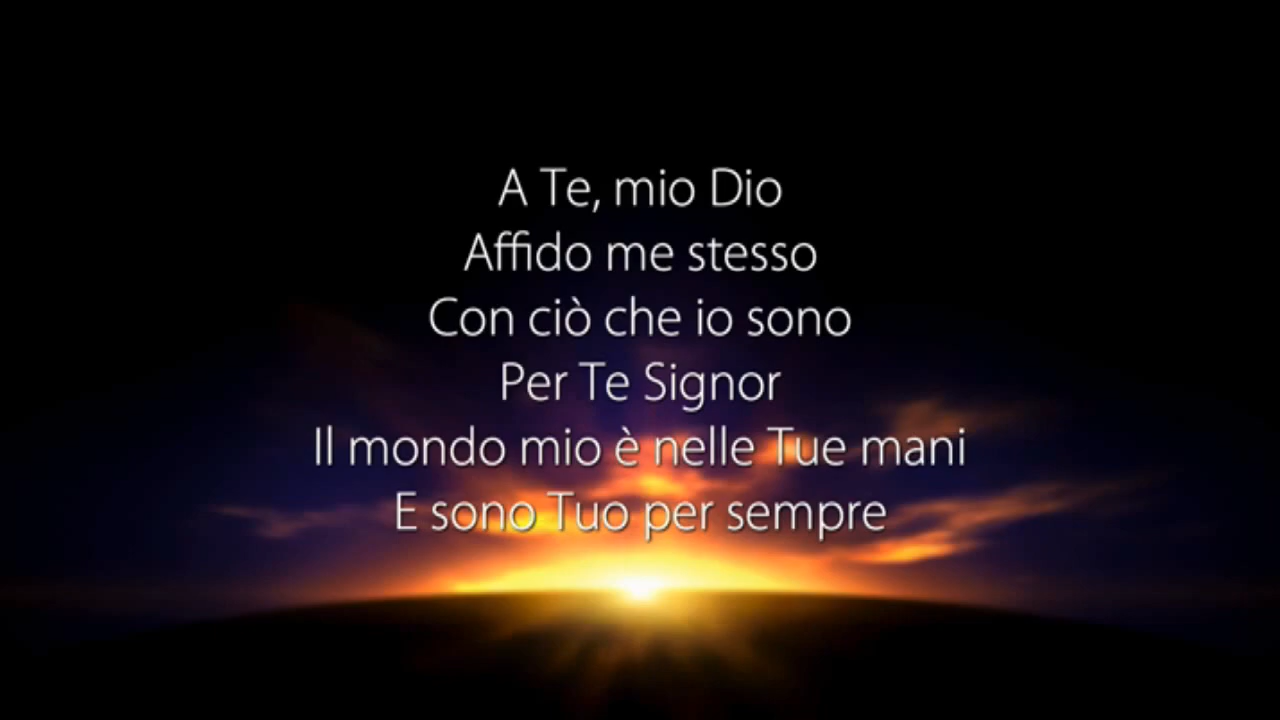 A Te, mio Dio
Affido me stesso
Con ciò che io sono
Per Te Signor
Il mondo mio è nelle Tue mani
E sono Tuo per sempre